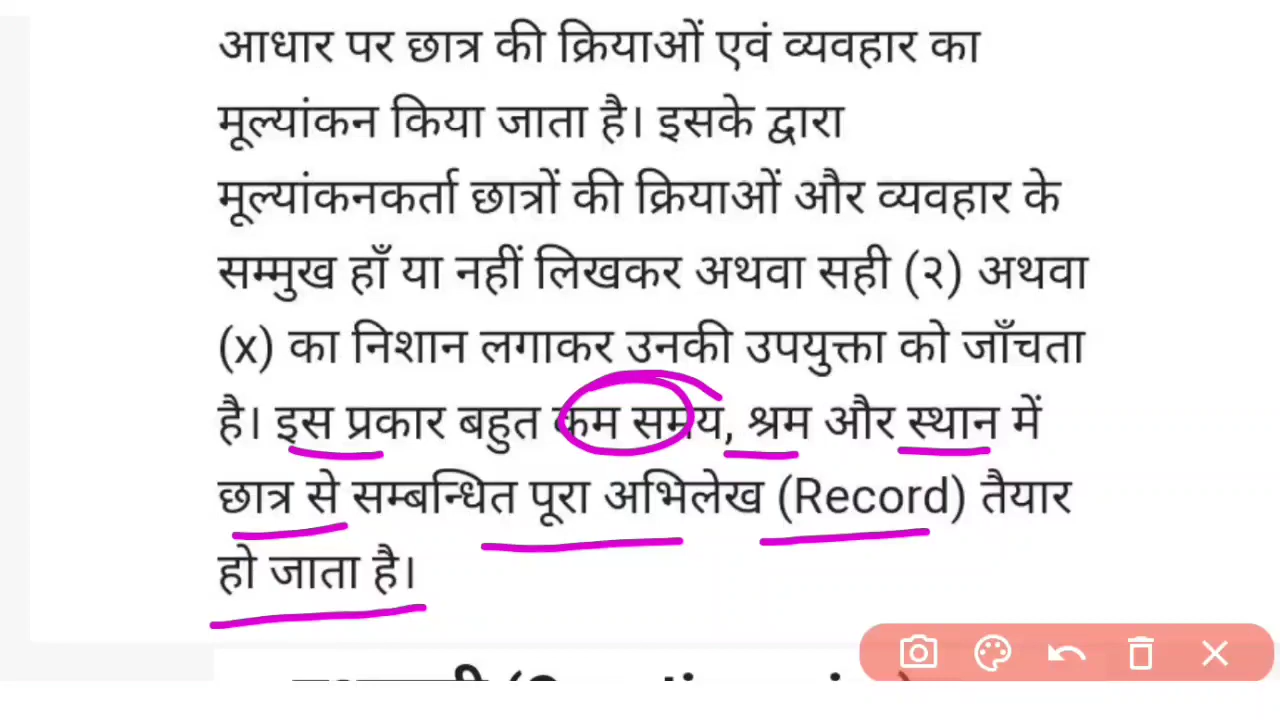 आधार पर छात्र की क्रियाओं एवं व्यवहार का
मूल्यांकन किया जाता है। इसके द्वारा
मूल्यांकनकर्ता छात्रों की क्रियाओं और व्यवहार के
सम्मुख हाँ या नहीं लिखकर अथवा सही (२) अथवा
(x) का निशान लगाकर उनकी उपयुक्ता को जाँचता
है। इस प्रकार बहुत कम समय, श्रम और स्थान में
छात्र से सम्बन्धित पूरा अभिलेख (Record) तैयार
हो जाता है।